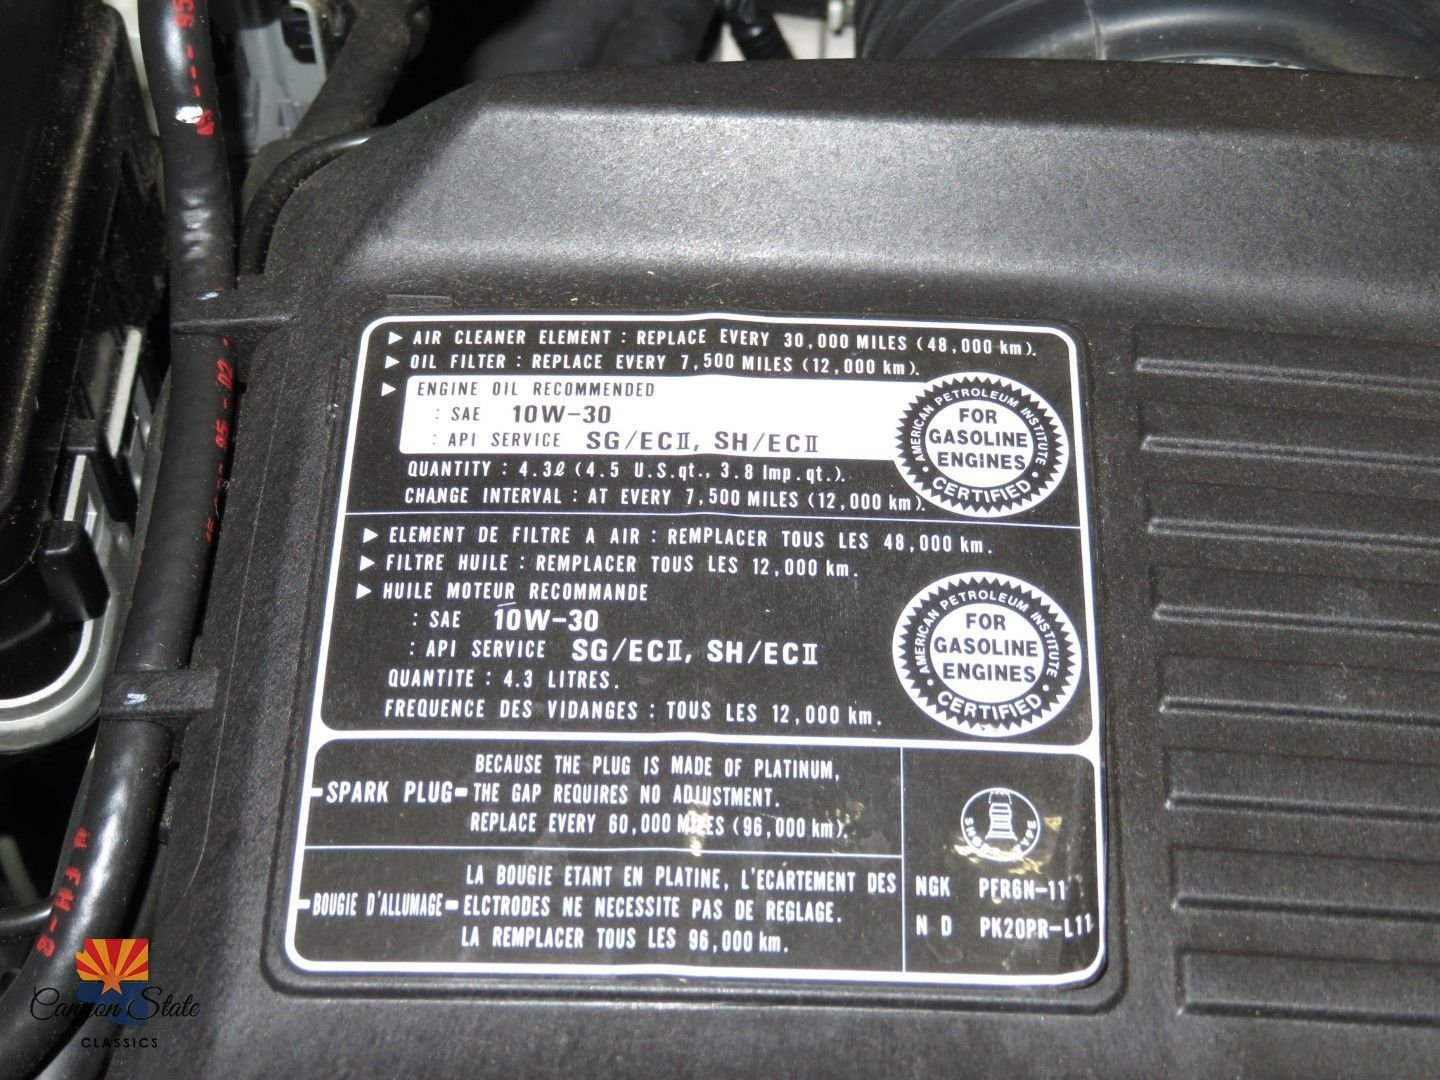 ▶ AIR CLEANER ELEMENT : REPLACE EVERY 30,000 MILES (48,000 km).
▶ OIL FILTER : REPLACE EVERY 7,500 MILES (12,000 km).
▶ ENGINE OIL RECOMMENDED
: SAE 10W-30
: API SERVICE SG/ECII, SH/ECII
QUANTITY : 4.3ℓ (4.5 U.S.qt., 3.8 Imp.qt.).
CHANGE INTERVAL : AT EVERY 7,500 MILES (12,000 km).
AMERICAN PETROLEUM INSTITUTE
FOR
GASOLINE
ENGINES
CERTIFIED
▶ ELEMENT DE FILTRE A AIR : REMPLACER TOUS LES 48,000 km.
▶ FILTRE HUILE : REMPLACER TOUS LES 12,000 km.
▶ HUILE MOTEUR RECOMMANDE
: SAE 10W-30
: API SERVICE SG/ECII, SH/ECII
QUANTITE : 4.3 LITRES.
FREQUENCE DES VIDANGES : TOUS LES 12,000 km.
AMERICAN PETROLEUM INSTITUTE
FOR
GASOLINE
ENGINES
CERTIFIED
SPARK PLUG
BECAUSE THE PLUG IS MADE OF PLATINUM,
THE GAP REQUIRES NO ADJUSTMENT.
REPLACE EVERY 60,000 MILES (96,000 km).
BOUGIE D'ALLUMAGE
LA BOUGIE ETANT EN PLATINE, L'ECARTEMENT DES
ELCTRODES NE NECESSITE PAS DE REGLAGE.
LA REMPLACER TOUS LES 96,000 km.
TYPE
NGK PFR6N-11
N D PK20PR-L11
Cannon State
CLASSICS